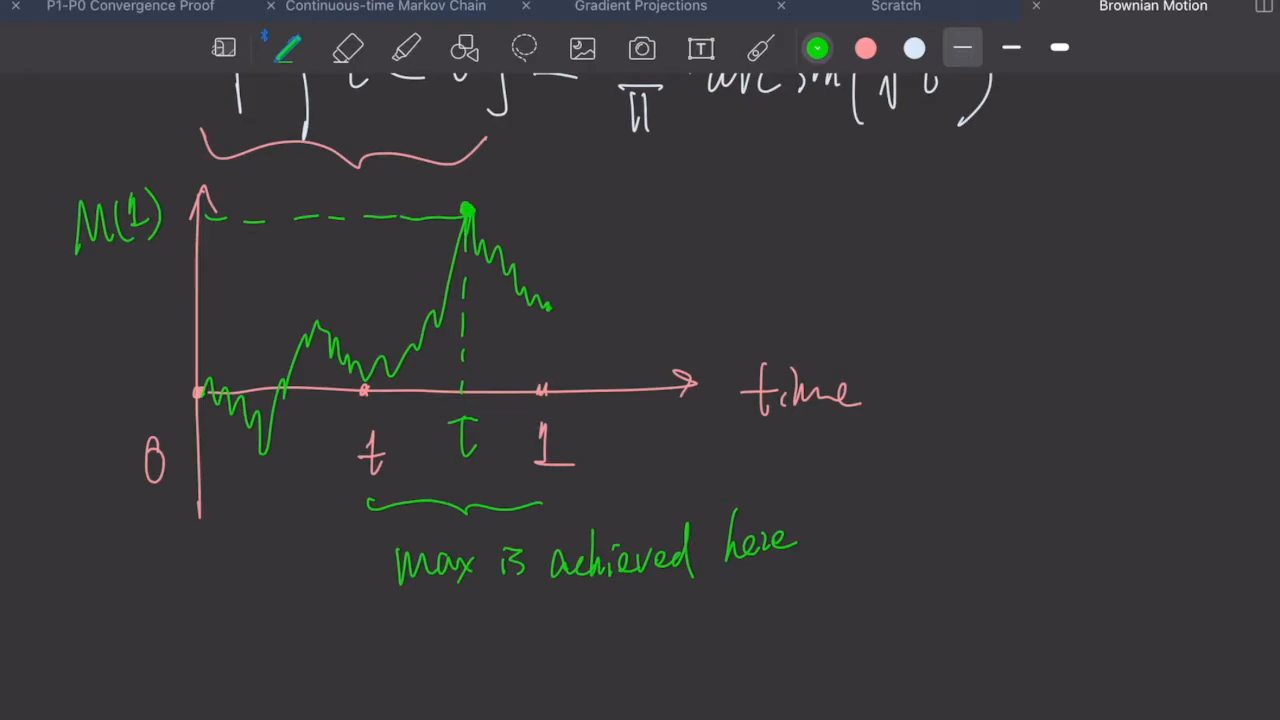 P1-P0 Convergence Proof
Continuous-time Markov Chain
Gradient Projections
Scratch
Brownian Motion
T
π arcsin(√
M(1)
0
t
τ
1
time
max is achieved here